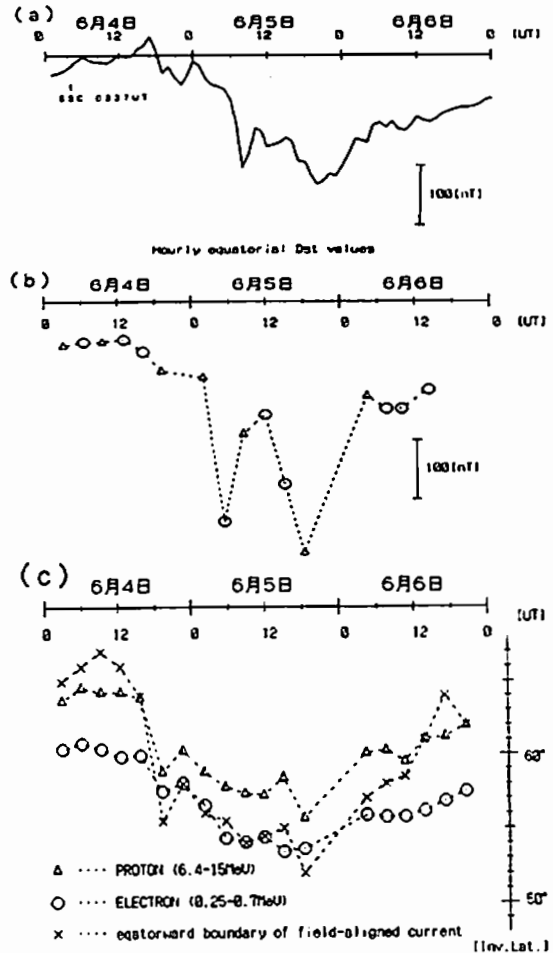 (a)
6月4日 6月5日 6月6日
0 12 0 12 0 12 0 [UT]
SSC 0337UT
100[nT]
Hourly equatorial Dst values
(b)
6月4日 6月5日 6月6日
0 12 0 12 0 12 0 [UT]
100[nT]
(c)
6月4日 6月5日 6月6日
0 12 0 12 0 12 0 [UT]
60°
50°
[Inv.Lat.]
△ ····· PROTON (6.4-15MeV)
○ ····· ELECTRON (0.25-0.7MeV)
× ····· eqatorward boundary of field-aligned current